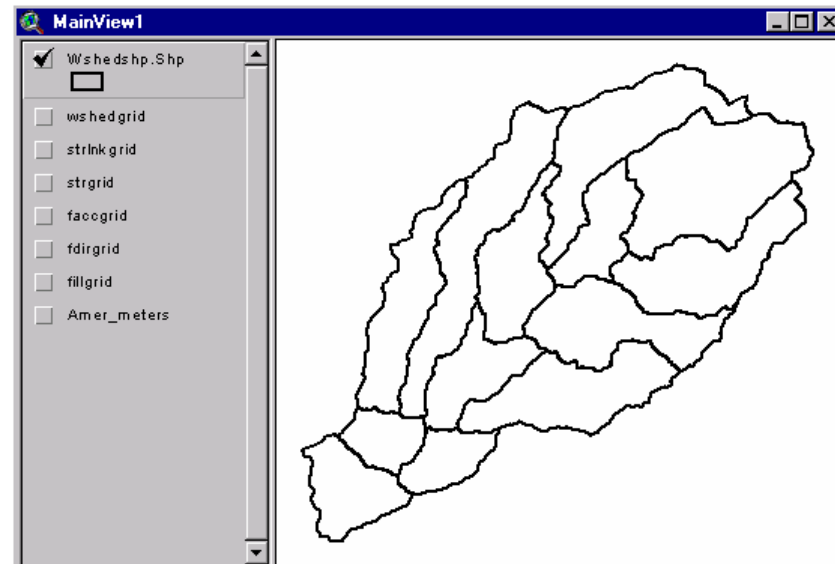 MainView1
Wshedshp.Shp
wshedgrid
strlnkgrid
strgrid
faccgrid
fdirgrid
fillgrid
Amer_meters